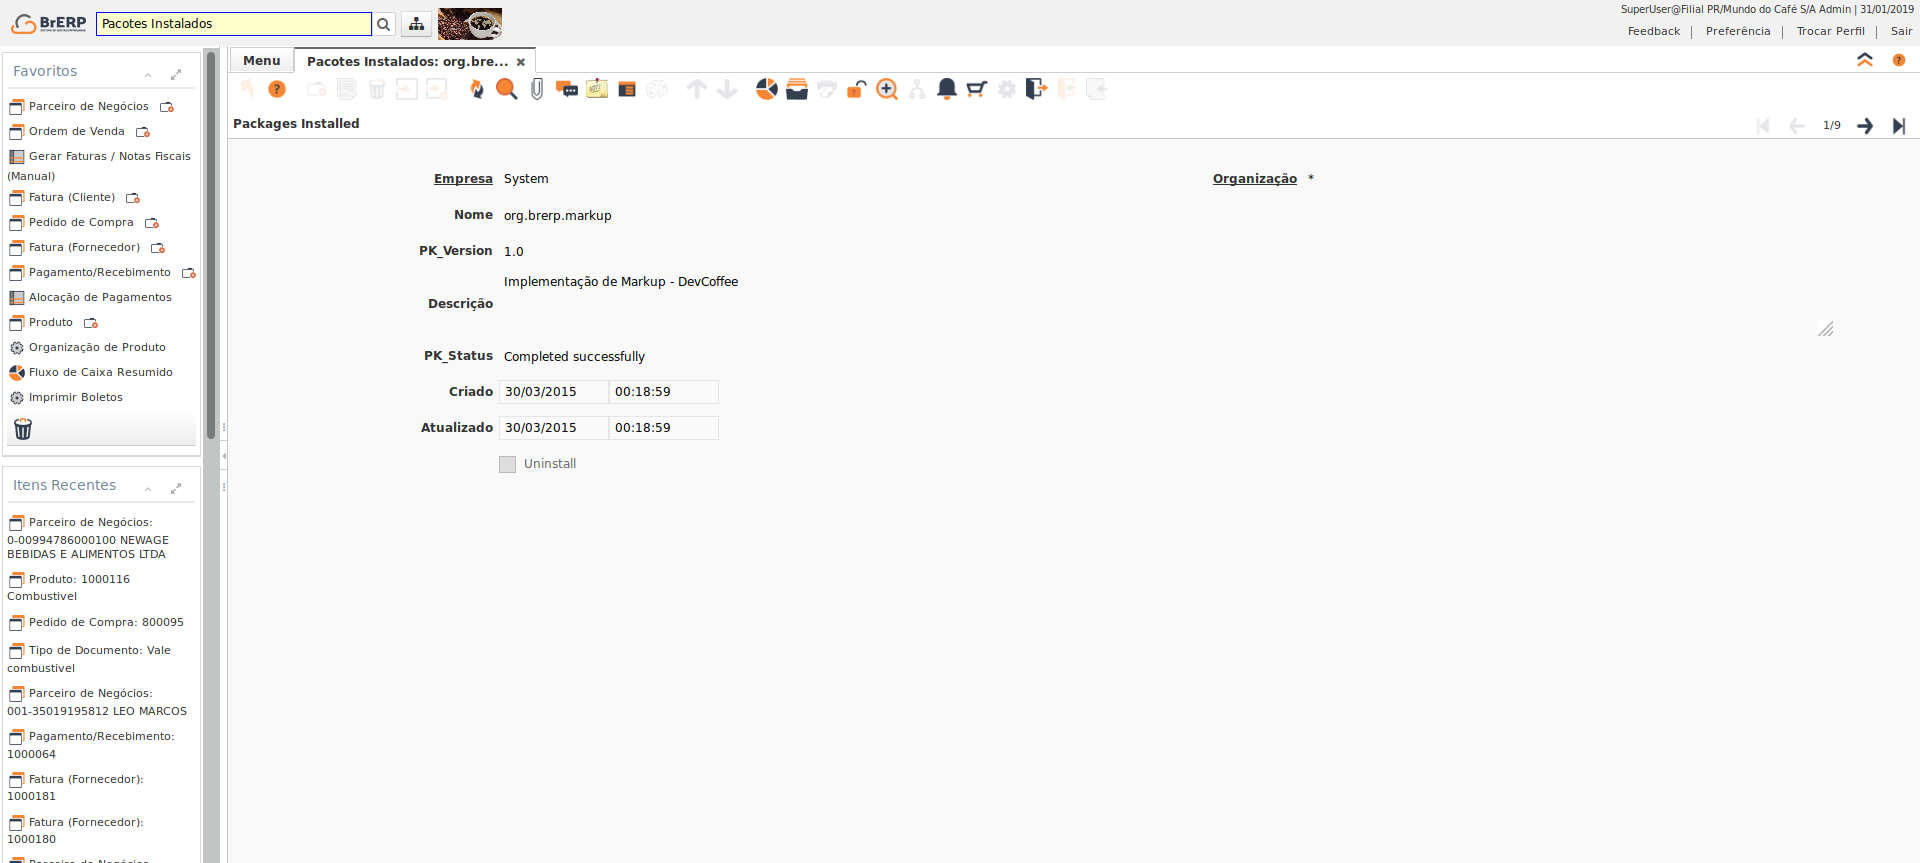 BrERP
Pacotes Instalados
SuperUser@Filial PR/Mundo do Café S/A Admin | 31/01/2019
Feedback | Preferência | Trocar Perfil | Sair
Favoritos
Parceiro de Negócios
Ordem de Venda
Gerar Faturas / Notas Fiscais
(Manual)
Fatura (Cliente)
Pedido de Compra
Fatura (Fornecedor)
Pagamento/Recebimento
Alocação de Pagamentos
Produto
Organização de Produto
Fluxo de Caixa Resumido
Imprimir Boletos
Itens Recentes
Parceiro de Negócios:
0-00994786000100 NEWAGE
BEBIDAS E ALIMENTOS LTDA
Produto: 1000116
Combustivel
Pedido de Compra: 800095
Tipo de Documento: Vale
combustivel
Parceiro de Negócios:
001-35019195812 LEO MARCOS
Pagamento/Recebimento:
1000064
Fatura (Fornecedor):
1000181
Fatura (Fornecedor):
1000180
Parceiro de Negócios
Menu
Pacotes Instalados: org.bre...
Packages Installed
1/9
Empresa System
Organização *
Nome org.brerp.markup
PK_Version 1.0
Descrição Implementação de Markup - DevCoffee
PK_Status Completed successfully
Criado 30/03/2015 00:18:59
Atualizado 30/03/2015 00:18:59
Uninstall